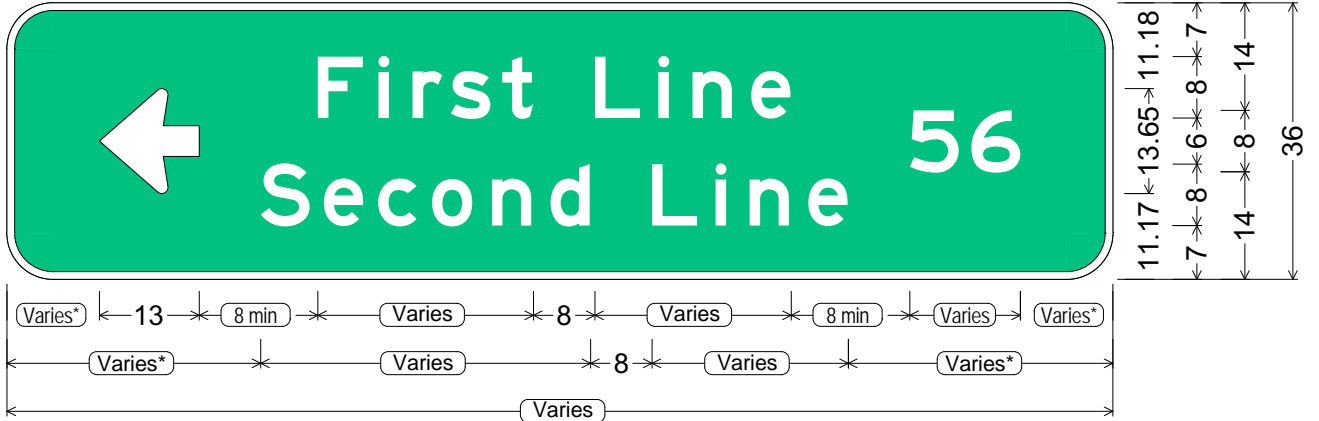 First Line
56
Second Line
11.18
13.65
11.17
7
8
6
8
7
14
8
14
36
Varies*
13
8 min
Varies
8
Varies
8 min
Varies
Varies*
Varies*
Varies
8
Varies
Varies*
Varies